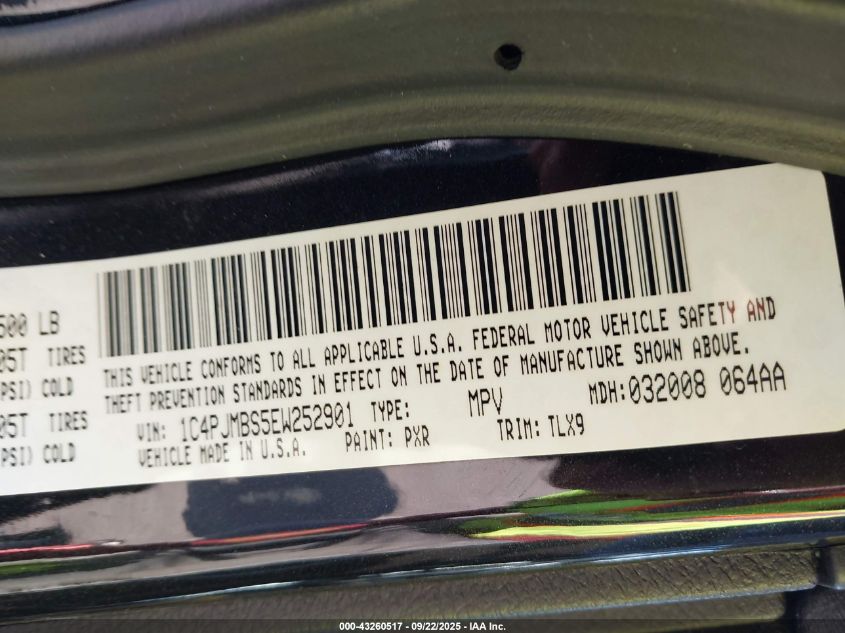 500 LB
05T TIRES
PSI) COLD
05T TIRES
PSI) COLD
THIS VEHICLE CONFORMS TO ALL APPLICABLE U.S.A. FEDERAL MOTOR VEHICLE SAFETY AND
THEFT PREVENTION STANDARDS IN EFFECT ON THE DATE OF MANUFACTURE SHOWN ABOVE.
VIN: 1C4PJMBS5EW252901 TYPE: MPV MDH:032008 064AA
VEHICLE MADE IN U.S.A. PAINT: PXR TRIM: TLX9
000-43260517 - 09/22/2025 - IAA Inc.